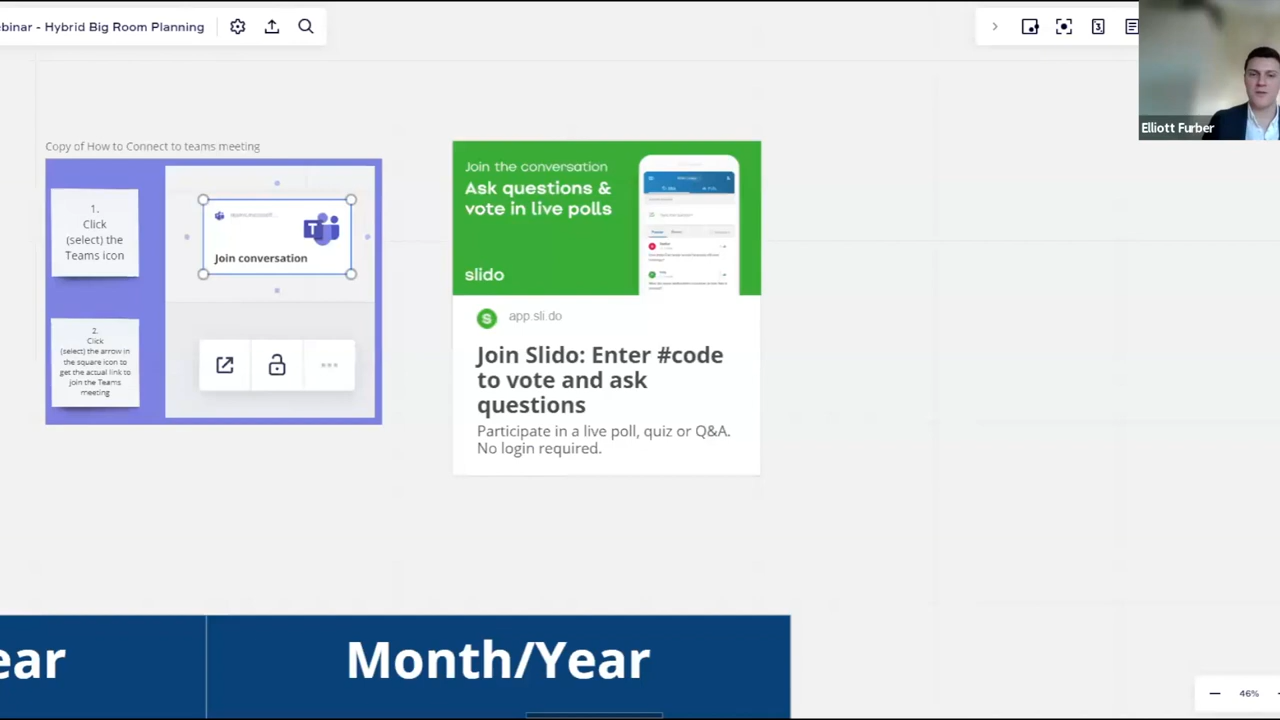 ebinar - Hybrid Big Room Planning
Elliott Furber
Copy of How to Connect to teams meeting
1.
Click
(select) the
Teams icon
teams.microsoft...
Join conversation
2.
Click
(select) the arrow in
the square icon to
get the actual link to
join the Teams
meeting
Join the conversation
Ask questions &
vote in live polls
slido
S
app.sli.do
Join Slido: Enter #code
to vote and ask
questions
Participate in a live poll, quiz or Q&A.
No login required.
ear
Month/Year
46%